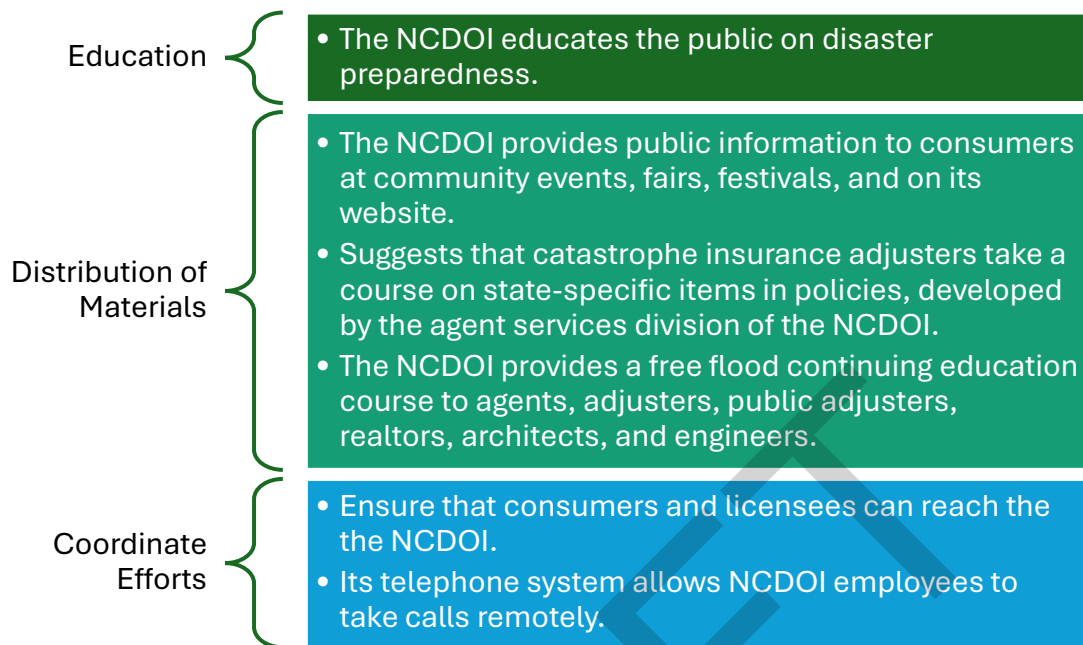 Education
• The NCDOI educates the public on disaster
preparedness.
Distribution of
Materials
• The NCDOI provides public information to consumers
at community events, fairs, festivals, and on its
website.
• Suggests that catastrophe insurance adjusters take a
course on state-specific items in policies, developed
by the agent services division of the NCDOI.
• The NCDOI provides a free flood continuing education
course to agents, adjusters, public adjusters,
realtors, architects, and engineers.
Coordinate
Efforts
• Ensure that consumers and licensees can reach the
the NCDOI.
• Its telephone system allows NCDOI employees to
take calls remotely.